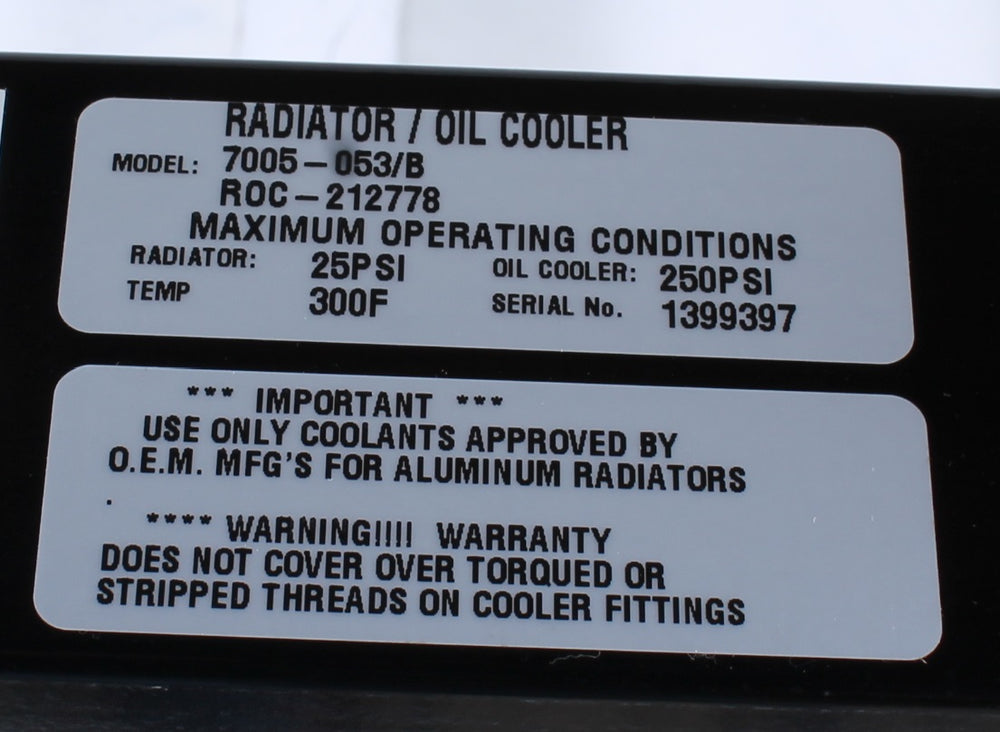 RADIATOR / OIL COOLER
MODEL: 7005-053/B
ROC-212778
MAXIMUM OPERATING CONDITIONS
RADIATOR: 25PSI OIL COOLER: 250PSI
TEMP 300F SERIAL No. 1399397
*** IMPORTANT ***
USE ONLY COOLANTS APPROVED BY
O.E.M. MFG'S FOR ALUMINUM RADIATORS
.
**** WARNING!!!! WARRANTY
DOES NOT COVER OVER TORQUED OR
STRIPPED THREADS ON COOLER FITTINGS